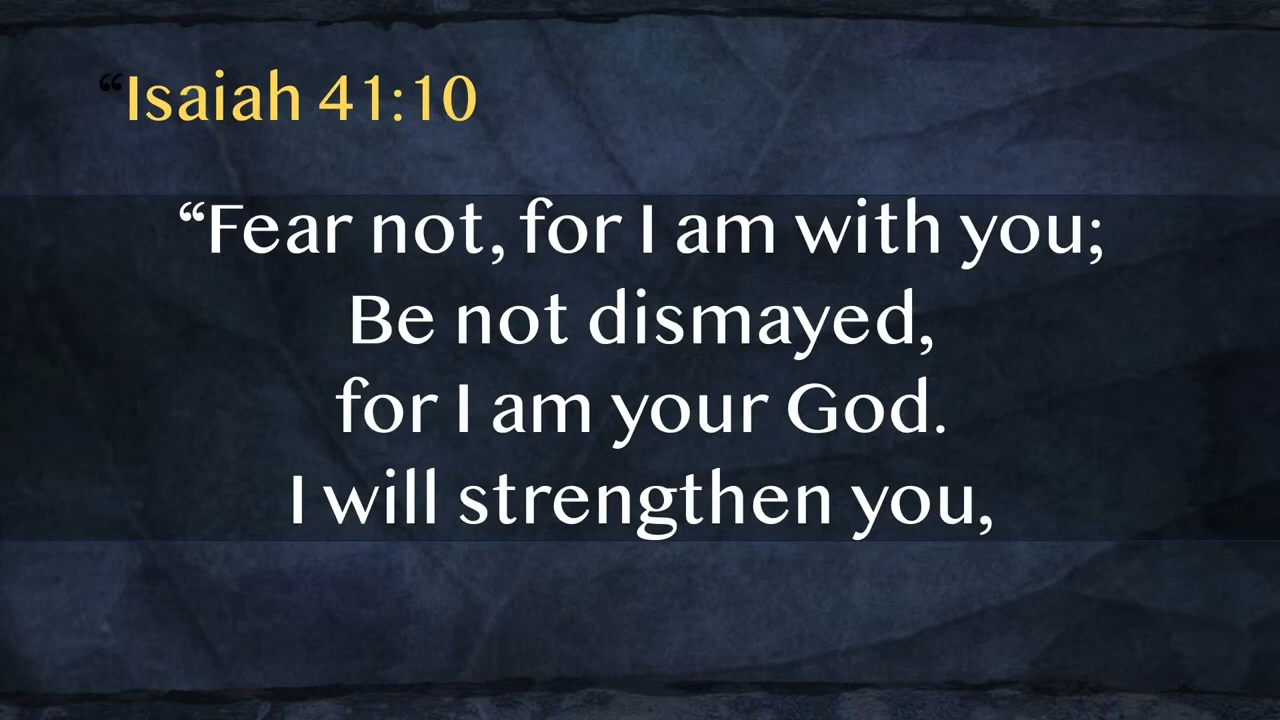 “Isaiah 41:10
“Fear not, for I am with you;
Be not dismayed,
for I am your God.
I will strengthen you,